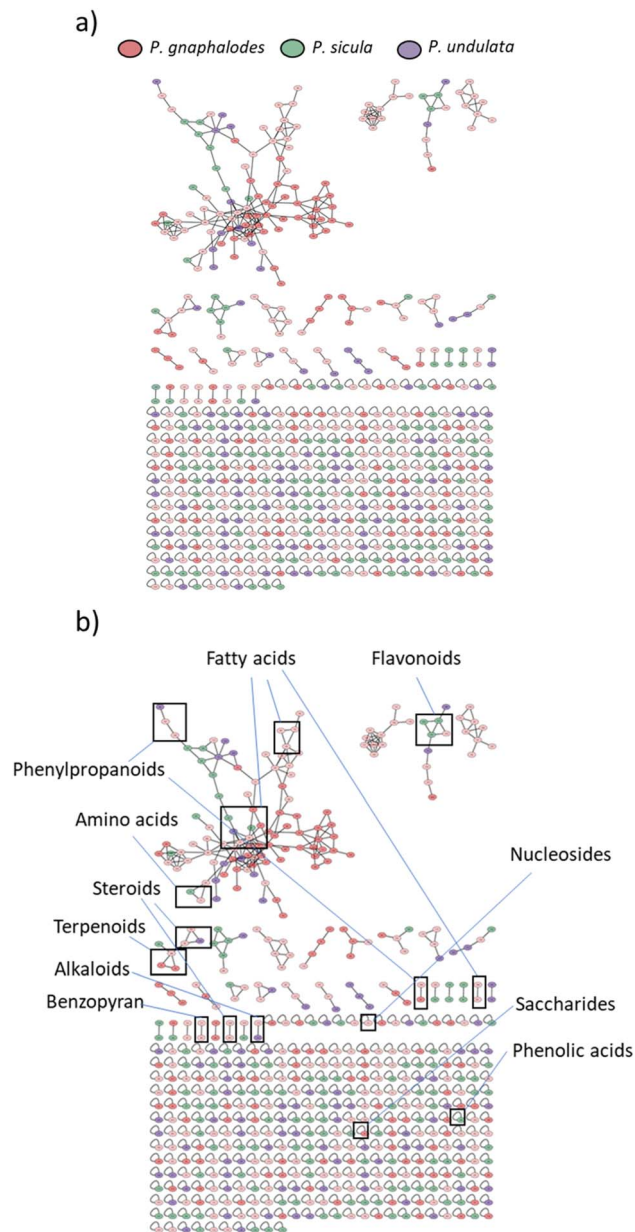 a)
P. gnaphalodes P. sicula P. undulata
b)
Fatty acids Flavonoids
Phenylpropanoids
Amino acids
Nucleosides
Steroids
Terpenoids
Alkaloids
Saccharides
Benzopyran
Phenolic acids